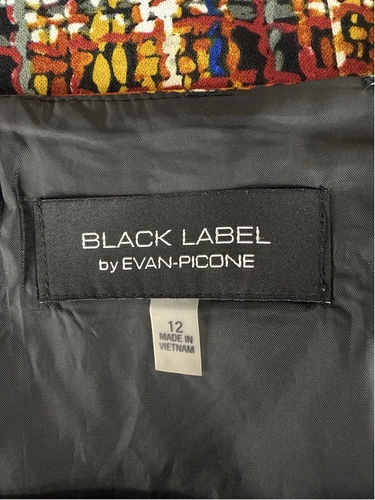 BLACK LABEL
by EVAN-PICONE
12
MADE IN
VIETNAM